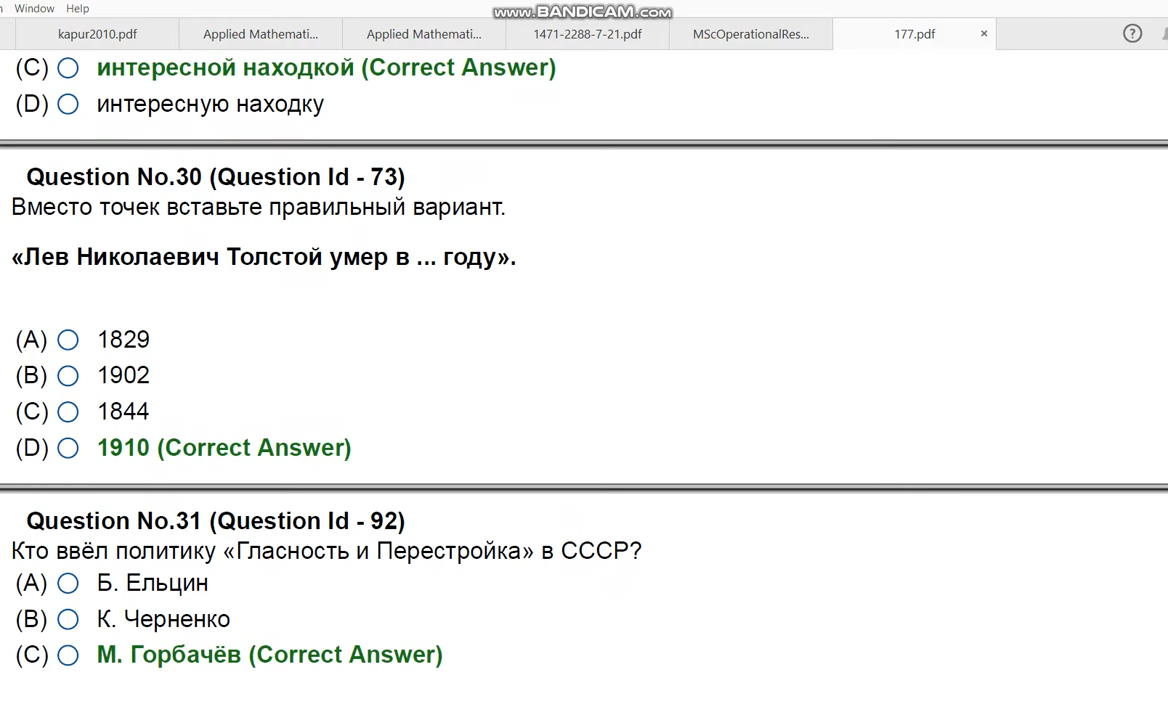 Window Help
www.BANDICAM.com
kapur2010.pdf Applied Mathemati... Applied Mathemati... 1471-2288-7-21.pdf MScOperationalRes... 177.pdf × ?
(C) интересной находкой (Correct Answer)
(D) интересную находку
Question No.30 (Question Id - 73)
Вместо точек вставьте правильный вариант.
«Лев Николаевич Толстой умер в ... году».
(A) 1829
(B) 1902
(C) 1844
(D) 1910 (Correct Answer)
Question No.31 (Question Id - 92)
Кто ввёл политику «Гласность и Перестройка» в СССР?
(A) Б. Ельцин
(B) К. Черненко
(C) М. Горбачёв (Correct Answer)